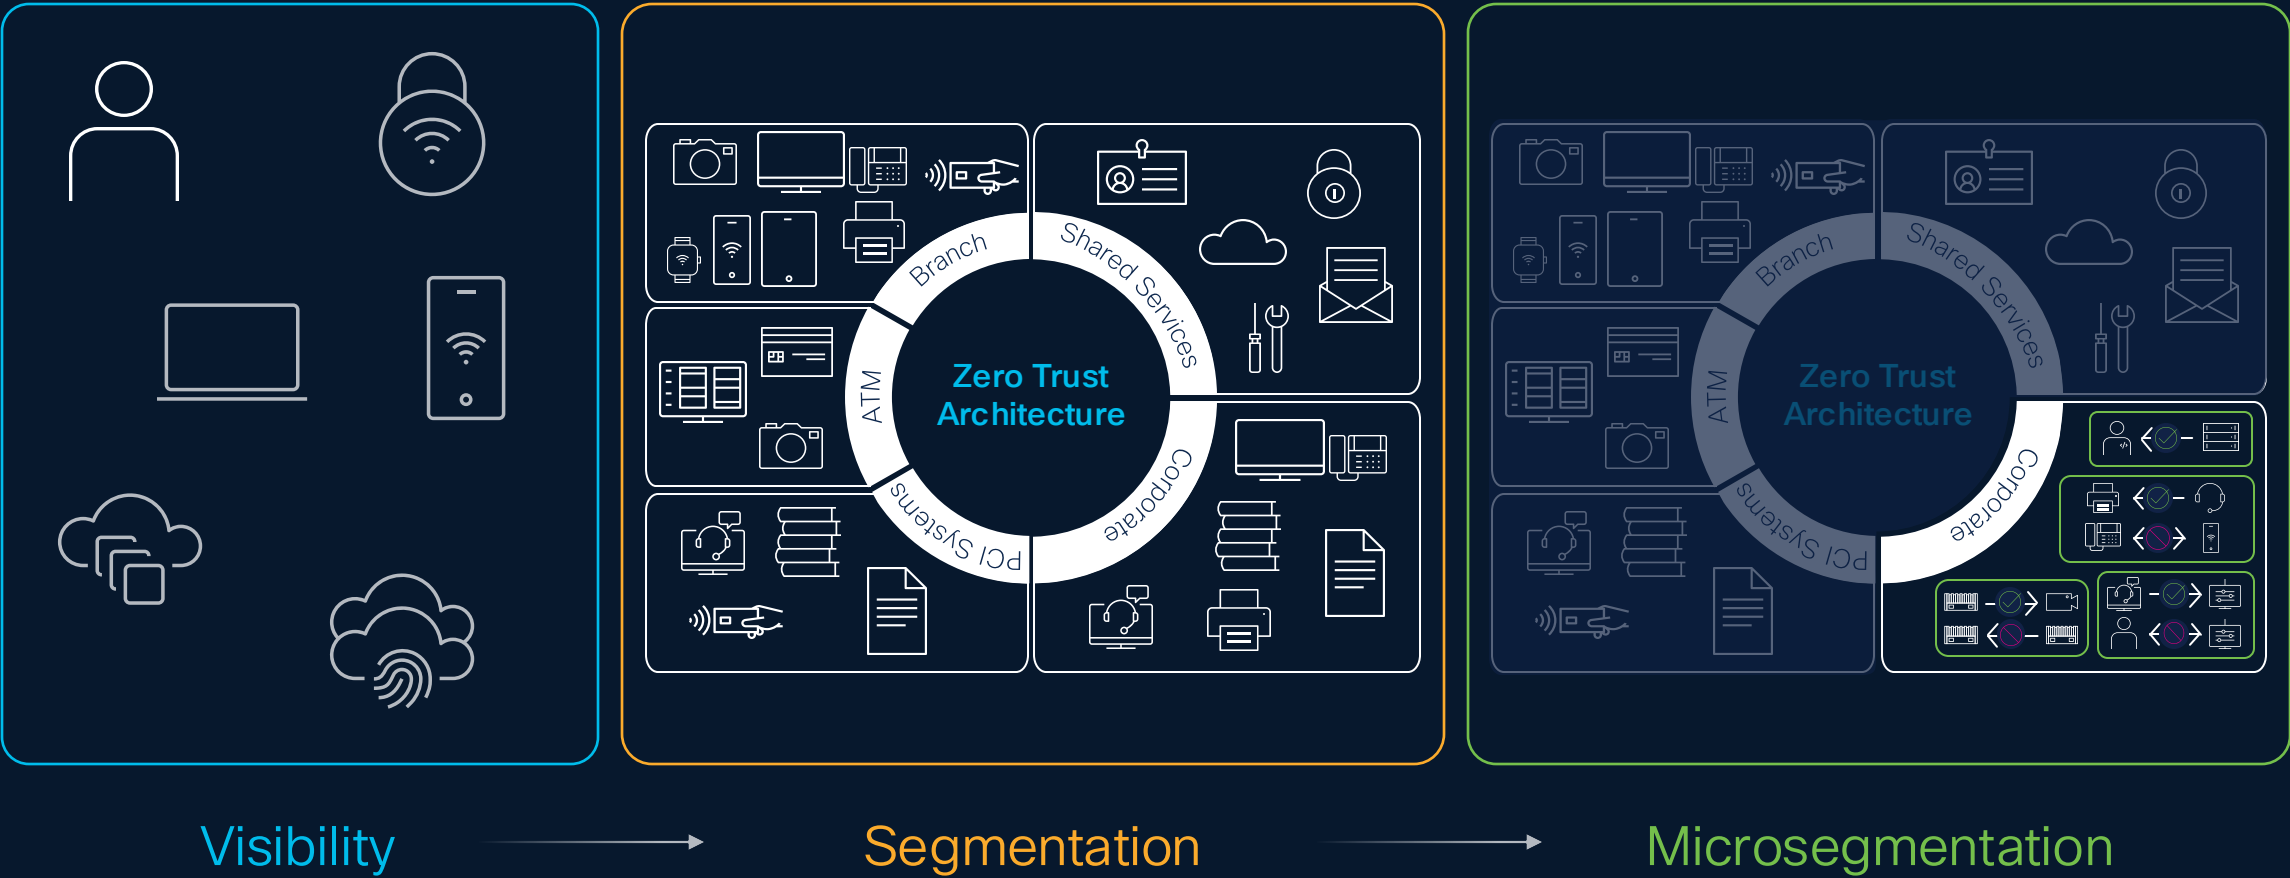 Branch
Shared Services
ATM
Zero Trust
Architecture
PCI Systems
Corporate
Branch
Shared Services
ATM
Zero Trust
Architecture
PCI Systems
Corporate
Visibility
Segmentation
Microsegmentation